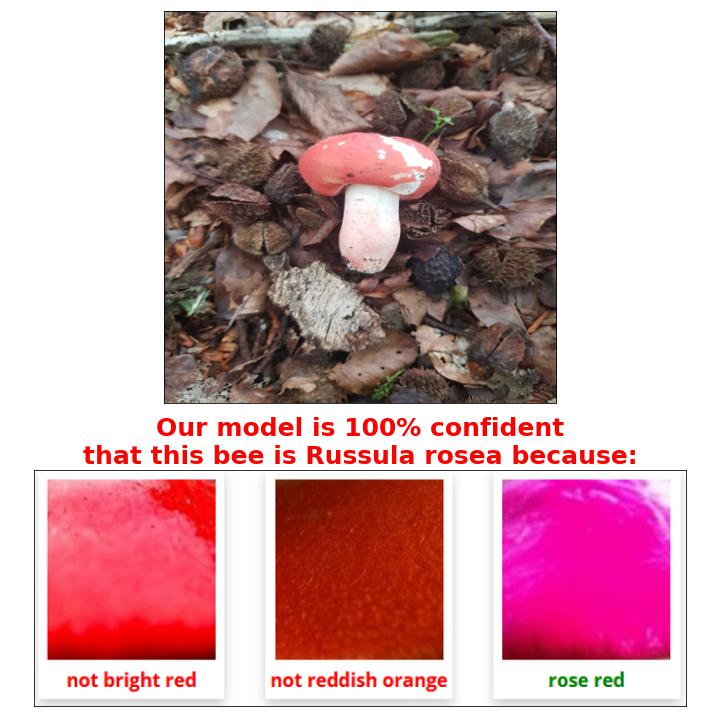 Our model is 100% confident
that this bee is Russula rosea because:
not bright red
not reddish orange
rose red